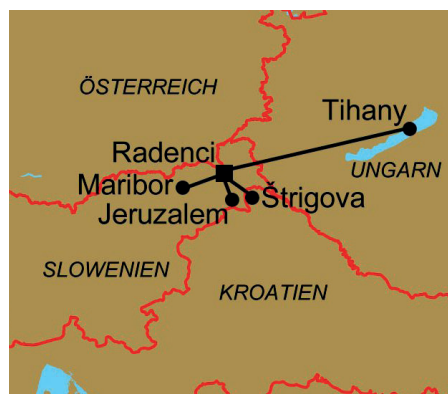 ÖSTERREICH
Tihany
Radenci
UNGARN
Maribor
Štrigova
Jeruzalem
SLOWENIEN
KROATIEN